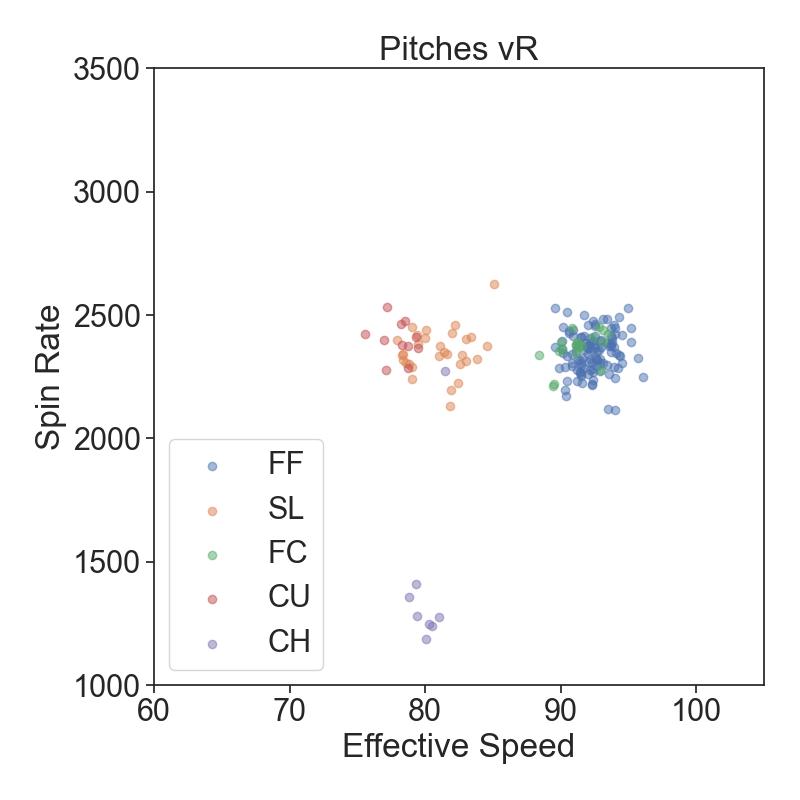 Pitches vR
3500
3000
2500
2000
1500
1000
Spin Rate
FF
SL
FC
CU
CH
60 70 80 90 100
Effective Speed